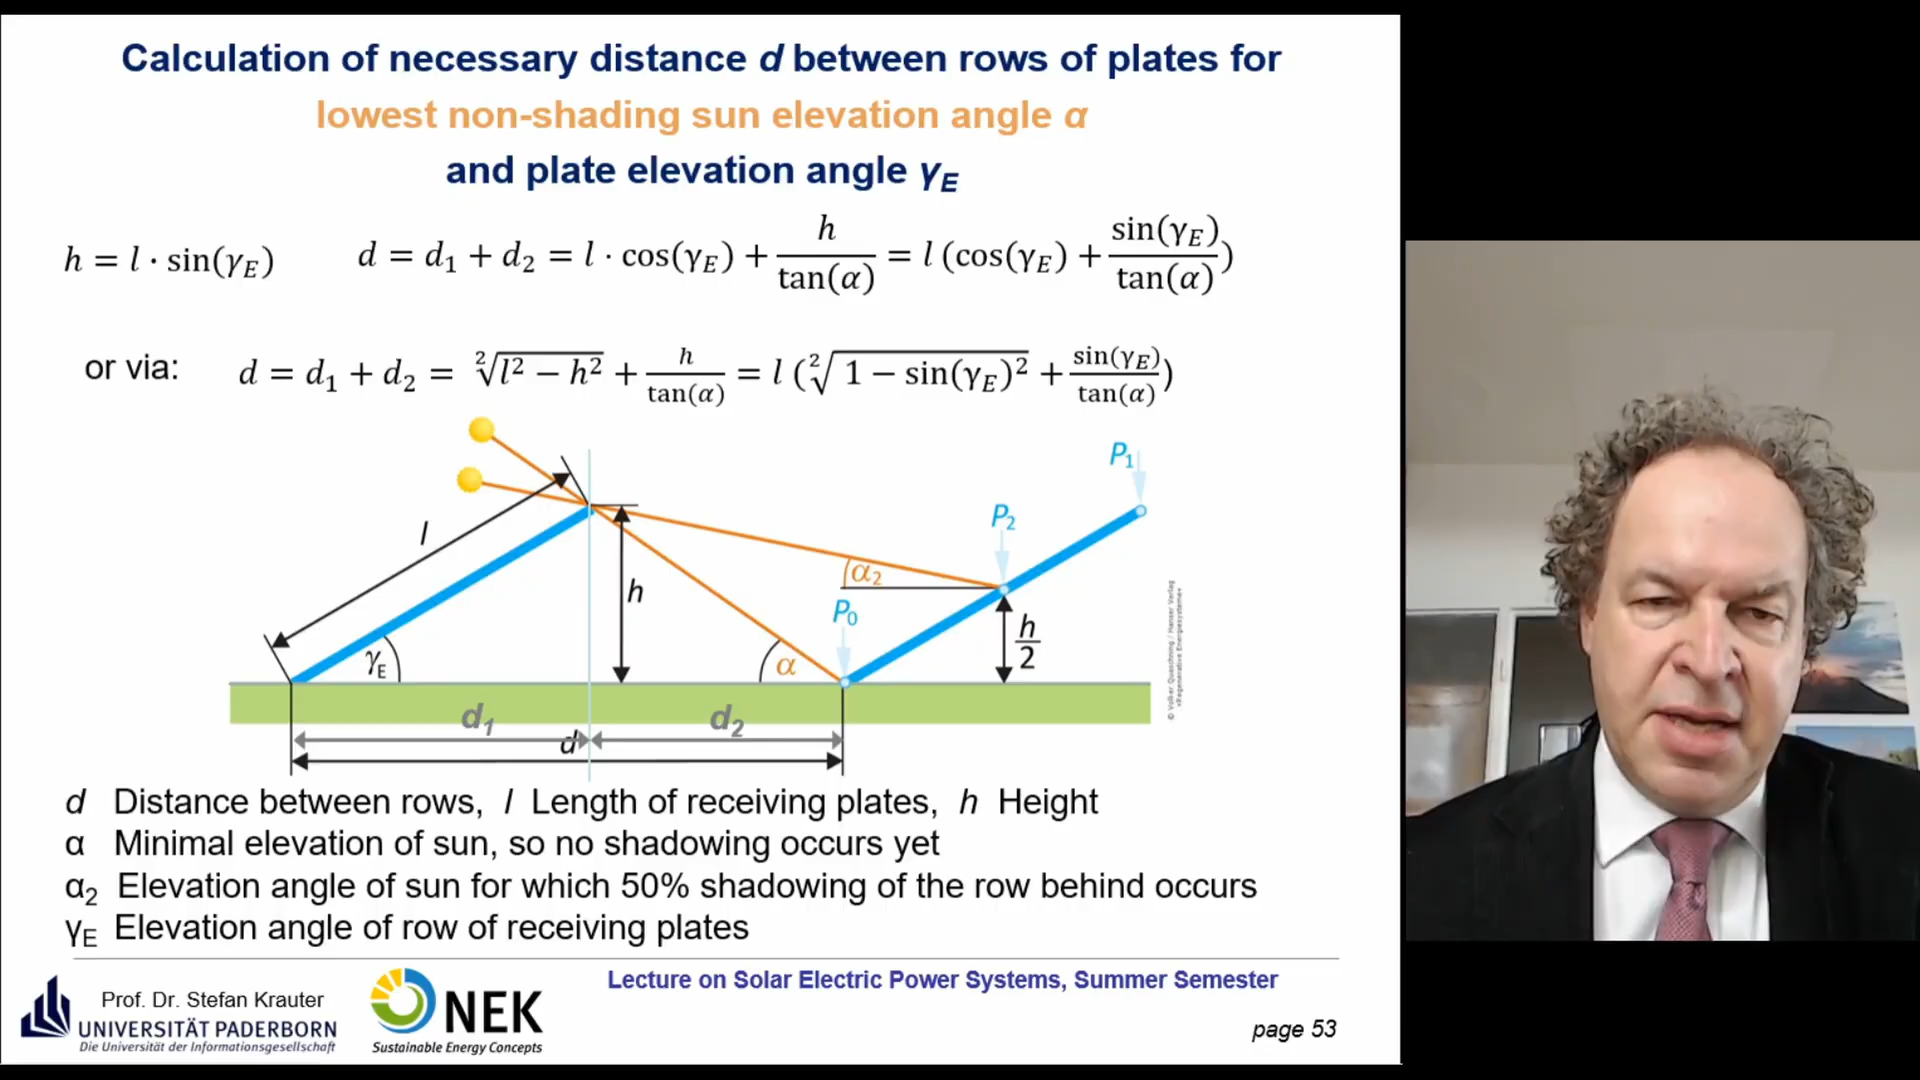 Calculation of necessary distance d between rows of plates for
lowest non-shading sun elevation angle α
and plate elevation angle γE
h = l · sin(γE)    d = d1 + d2 = l · cos(γE) + h/tan(α) = l (cos(γE) + sin(γE)/tan(α))
or via:    d = d1 + d2 = ²√(l² − h²) + h/tan(α) = l (²√(1 − sin(γE)²) + sin(γE)/tan(α))
P1
P2
l
α2
h
P0
h/2
γE
α
d1
d2
d
© Volker Quaschning / Hanser Verlag
»Regenerative Energiesysteme«
d Distance between rows, l Length of receiving plates, h Height
α Minimal elevation of sun, so no shadowing occurs yet
α2 Elevation angle of sun for which 50% shadowing of the row behind occurs
γE Elevation angle of row of receiving plates
Lecture on Solar Electric Power Systems, Summer Semester
Prof. Dr. Stefan Krauter
UNIVERSITÄT PADERBORN
Die Universität der Informationsgesellschaft
NEK
Sustainable Energy Concepts
page 53